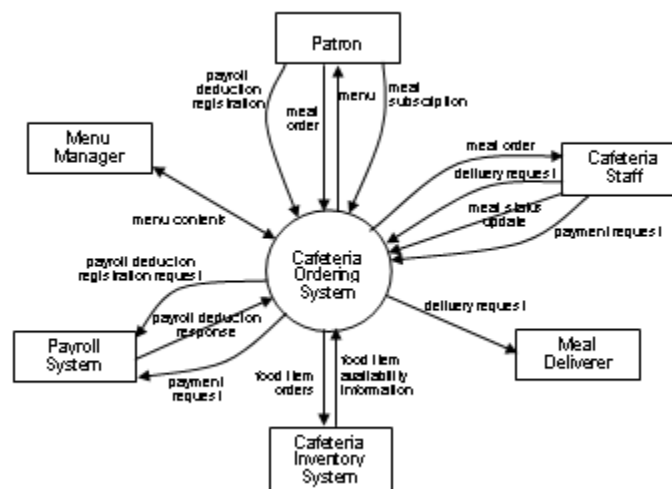 Patron
payroll
deduction
registration
meal
order
menu
meal
subscription
Menu
Manager
meal order
delivery request
Cafeteria
Staff
meal status
update
payment request
menu contents
Cafeteria
Ordering
System
payroll deduction
registration request
payroll deduction
response
delivery request
Payroll
System
payment
request
food item
orders
food item
availability
information
Meal
Deliverer
Cafeteria
Inventory
System